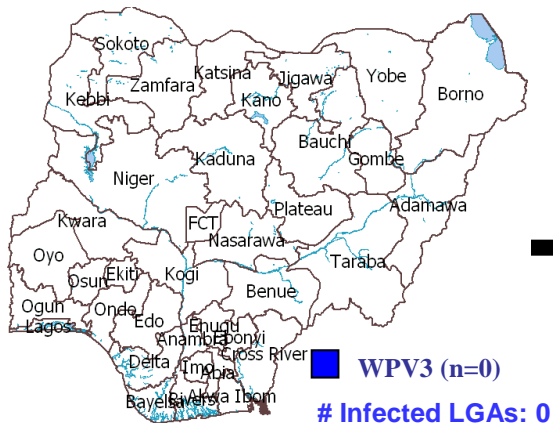 Sokoto
Zamfara
Katsina
Jigawa
Yobe
Borno
Kebbi
Kano
Bauchi
Gombe
Kaduna
Niger
Plateau
Adamawa
FCT
Nasarawa
Kwara
Taraba
Oyo
Osun
Ekiti
Kogi
Benue
Ogun
Lagos
Ondo
Edo
Enugu
Ebonyi
Anambra
Cross River
Delta
Imo
Abia
Bayelsa
Rivers
Akwa Ibom
WPV3 (n=0)
# Infected LGAs: 0